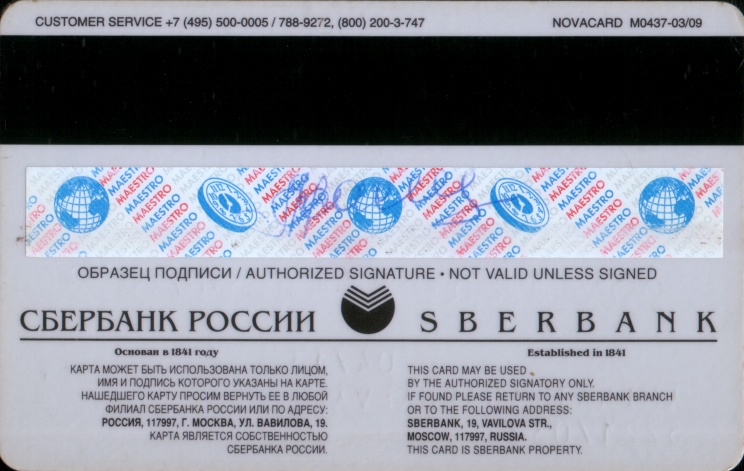 CUSTOMER SERVICE +7 (495) 500-0005 / 788-9272, (800) 200-3-747
NOVACARD M0437-03/09
MAESTRO
ОБРАЗЕЦ ПОДПИСИ / AUTHORIZED SIGNATURE • NOT VALID UNLESS SIGNED
СБЕРБАНК РОССИИ
SBERBANK
Основан в 1841 году
КАРТА МОЖЕТ БЫТЬ ИСПОЛЬЗОВАНА ТОЛЬКО ЛИЦОМ,
ИМЯ И ПОДПИСЬ КОТОРОГО УКАЗАНЫ НА КАРТЕ.
НАШЕДШЕГО КАРТУ ПРОСИМ ВЕРНУТЬ ЕЕ В ЛЮБОЙ
ФИЛИАЛ СБЕРБАНКА РОССИИ ИЛИ ПО АДРЕСУ:
РОССИЯ, 117997, Г. МОСКВА, УЛ. ВАВИЛОВА, 19.
КАРТА ЯВЛЯЕТСЯ СОБСТВЕННОСТЬЮ
СБЕРБАНКА РОССИИ.
Established in 1841
THIS CARD MAY BE USED
BY THE AUTHORIZED SIGNATORY ONLY.
IF FOUND PLEASE RETURN TO ANY SBERBANK BRANCH
OR TO THE FOLLOWING ADDRESS:
SBERBANK, 19, VAVILOVA STR.,
MOSCOW, 117997, RUSSIA.
THIS CARD IS SBERBANK PROPERTY.